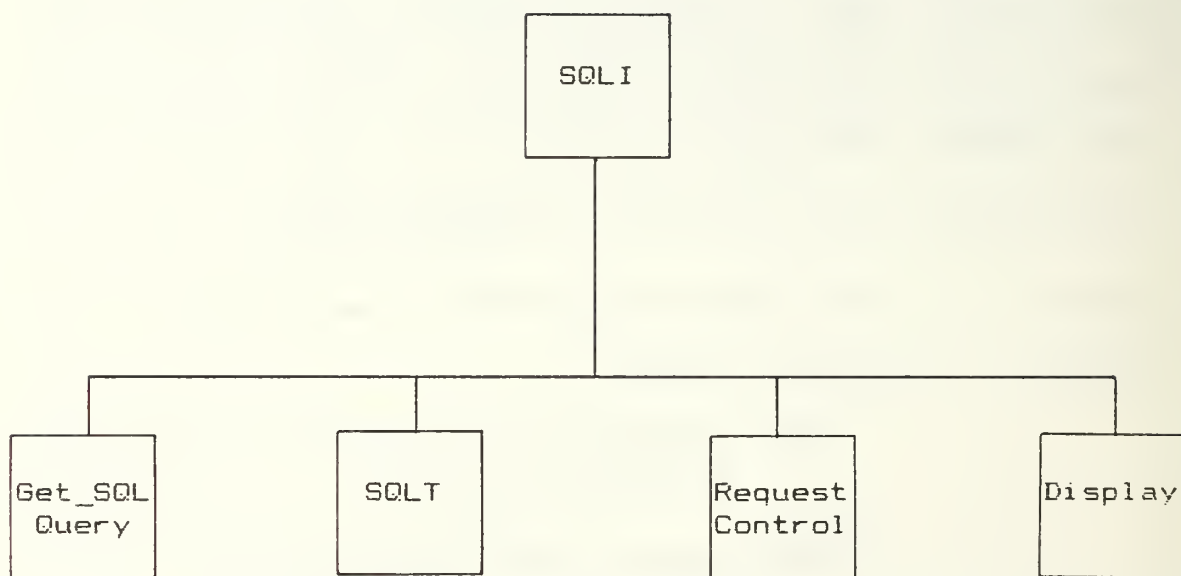 SQLI
Get_SQL
Query
SQLT
Request
Control
Display